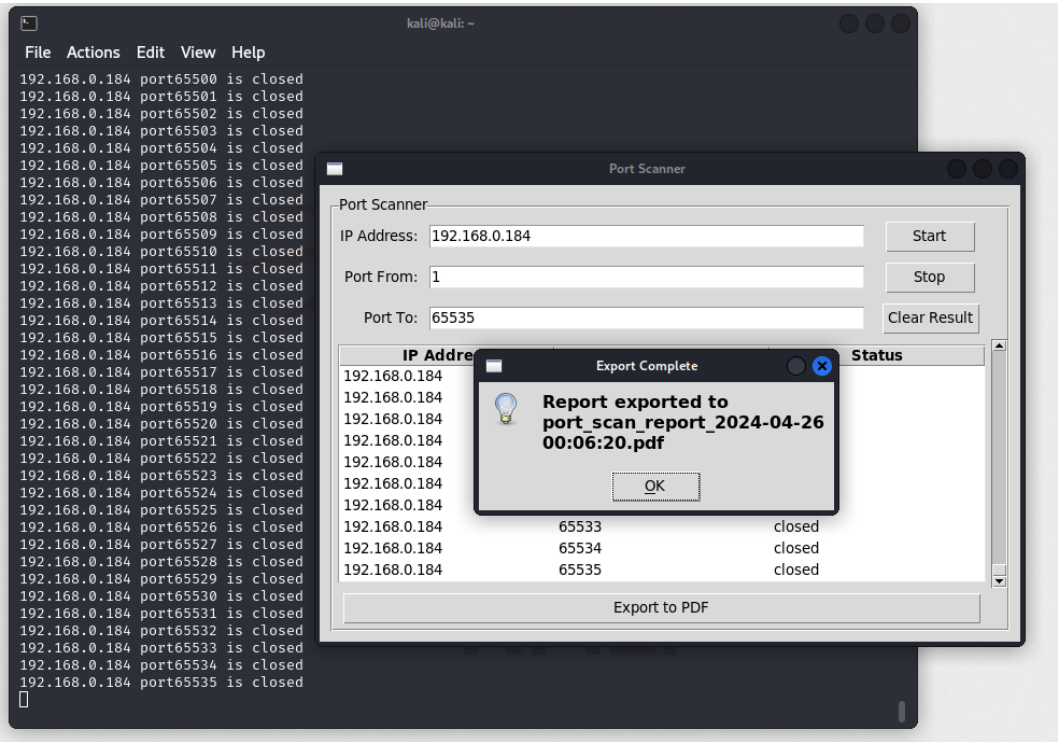 kali@kali: ~
File Actions Edit View Help
192.168.0.184 port65500 is closed
192.168.0.184 port65501 is closed
192.168.0.184 port65502 is closed
192.168.0.184 port65503 is closed
192.168.0.184 port65504 is closed
192.168.0.184 port65505 is closed
192.168.0.184 port65506 is closed
192.168.0.184 port65507 is closed
192.168.0.184 port65508 is closed
192.168.0.184 port65509 is closed
192.168.0.184 port65510 is closed
192.168.0.184 port65511 is closed
192.168.0.184 port65512 is closed
192.168.0.184 port65513 is closed
192.168.0.184 port65514 is closed
192.168.0.184 port65515 is closed
192.168.0.184 port65516 is closed
192.168.0.184 port65517 is closed
192.168.0.184 port65518 is closed
192.168.0.184 port65519 is closed
192.168.0.184 port65520 is closed
192.168.0.184 port65521 is closed
192.168.0.184 port65522 is closed
192.168.0.184 port65523 is closed
192.168.0.184 port65524 is closed
192.168.0.184 port65525 is closed
192.168.0.184 port65526 is closed
192.168.0.184 port65527 is closed
192.168.0.184 port65528 is closed
192.168.0.184 port65529 is closed
192.168.0.184 port65530 is closed
192.168.0.184 port65531 is closed
192.168.0.184 port65532 is closed
192.168.0.184 port65533 is closed
192.168.0.184 port65534 is closed
192.168.0.184 port65535 is closed
Port Scanner
Port Scanner
IP Address: 192.168.0.184 Start
Port From: 1 Stop
Port To: 65535 Clear Result
IP Addre Status
192.168.0.184
192.168.0.184
192.168.0.184
192.168.0.184
192.168.0.184
192.168.0.184
192.168.0.184
192.168.0.184 65533 closed
192.168.0.184 65534 closed
192.168.0.184 65535 closed
Export to PDF
Export Complete
Report exported to
port_scan_report_2024-04-26
00:06:20.pdf
OK